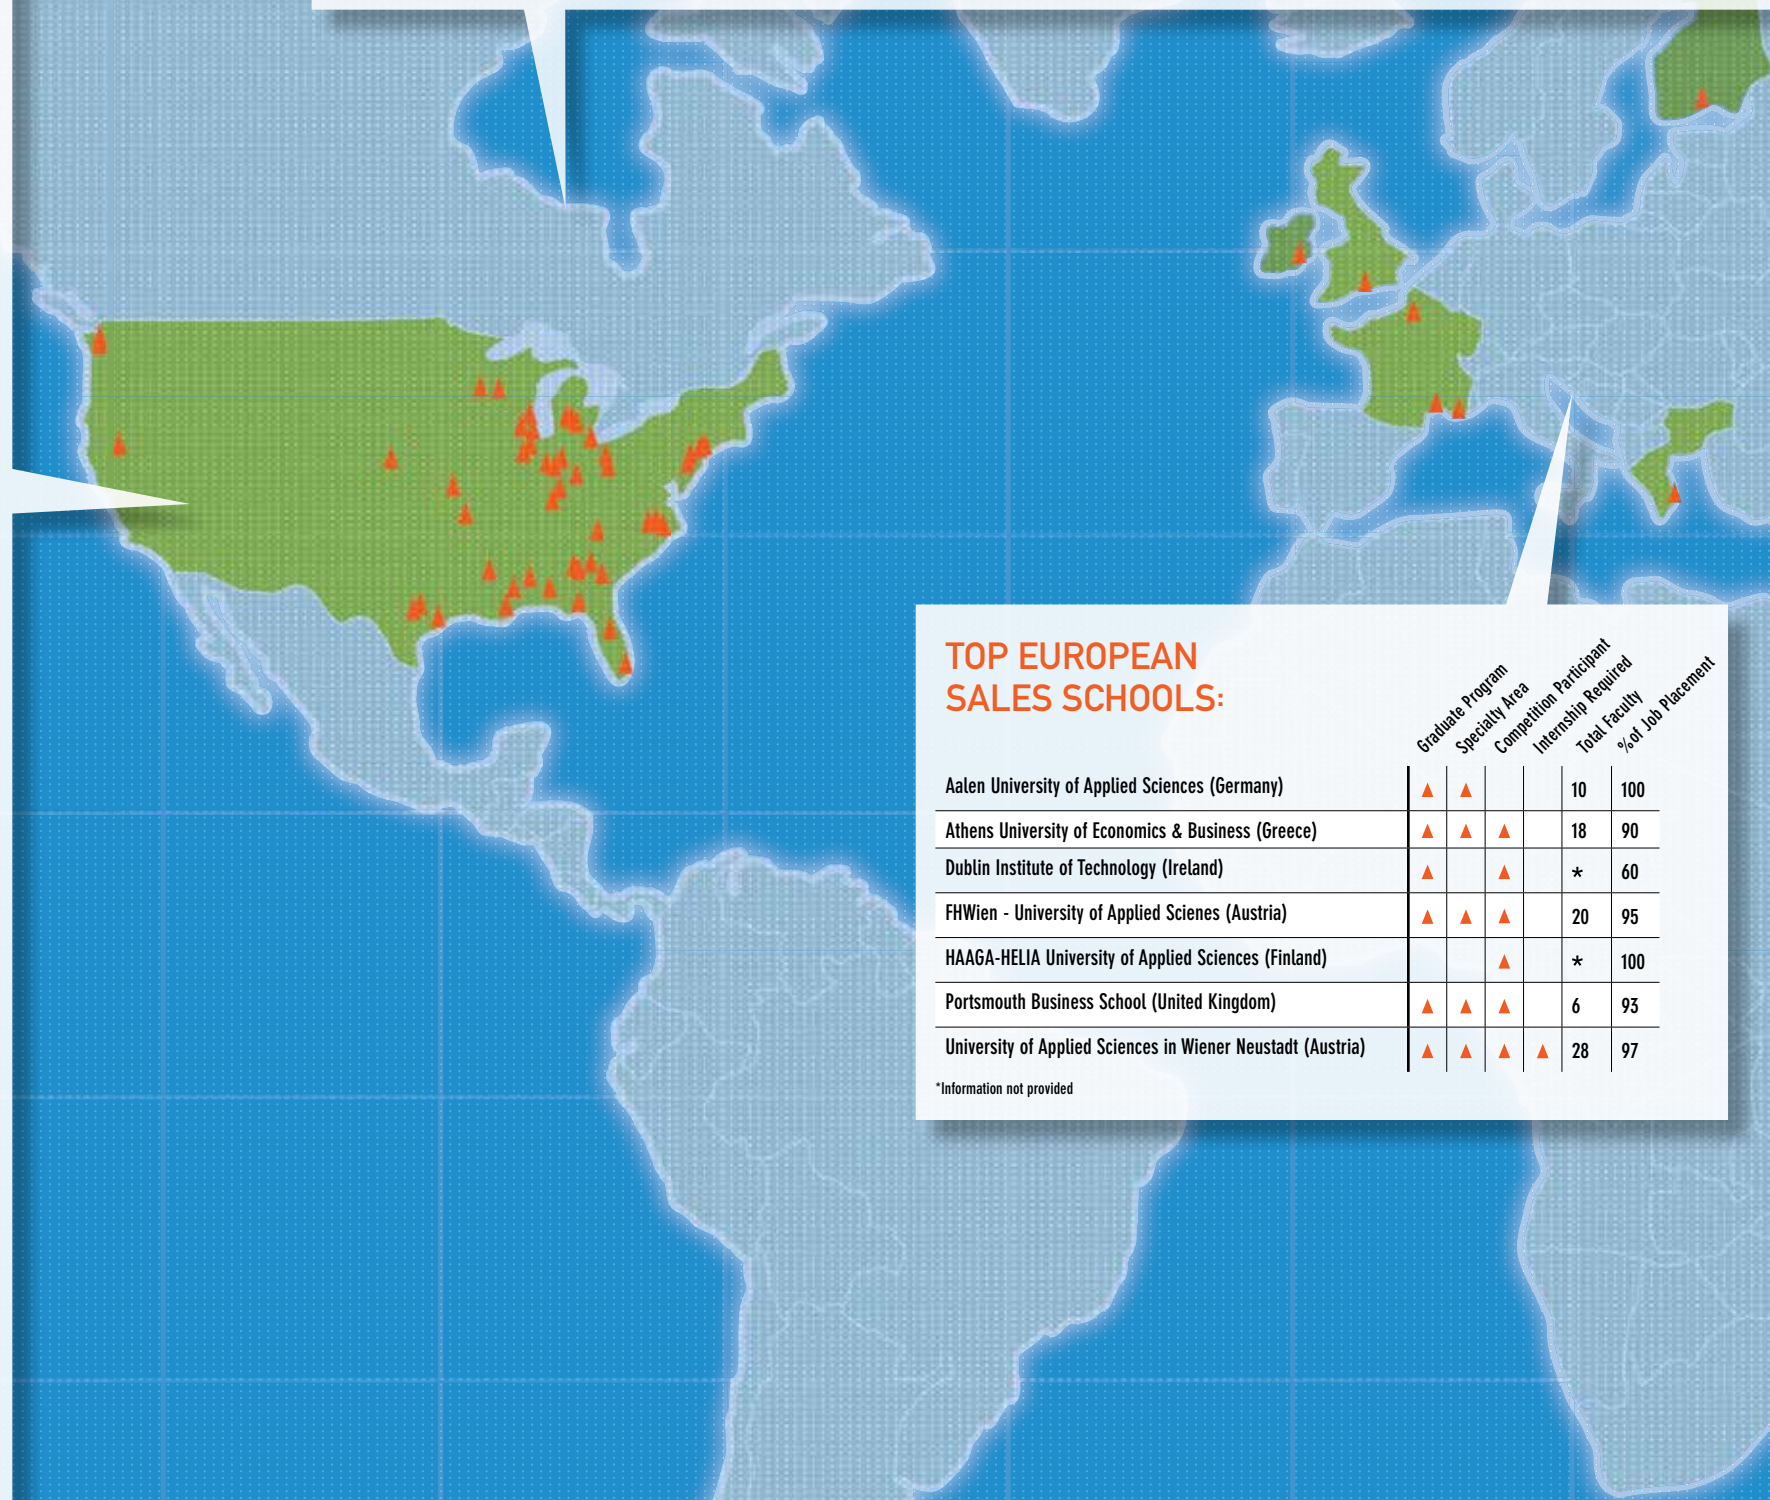 TOP EUROPEAN
SALES SCHOOLS:
Graduate Program
Specialty Area
Competition Participant
Internship Required
Total Faculty
% of Job Placement
Aalen University of Applied Sciences (Germany) ▲ ▲ 10 100
Athens University of Economics & Business (Greece) ▲ ▲ ▲ 18 90
Dublin Institute of Technology (Ireland) ▲ ▲ * 60
FHWien - University of Applied Scienes (Austria) ▲ ▲ ▲ 20 95
HAAGA-HELIA University of Applied Sciences (Finland) ▲ * 100
Portsmouth Business School (United Kingdom) ▲ ▲ ▲ 6 93
University of Applied Sciences in Wiener Neustadt (Austria) ▲ ▲ ▲ ▲ 28 97
*Information not provided